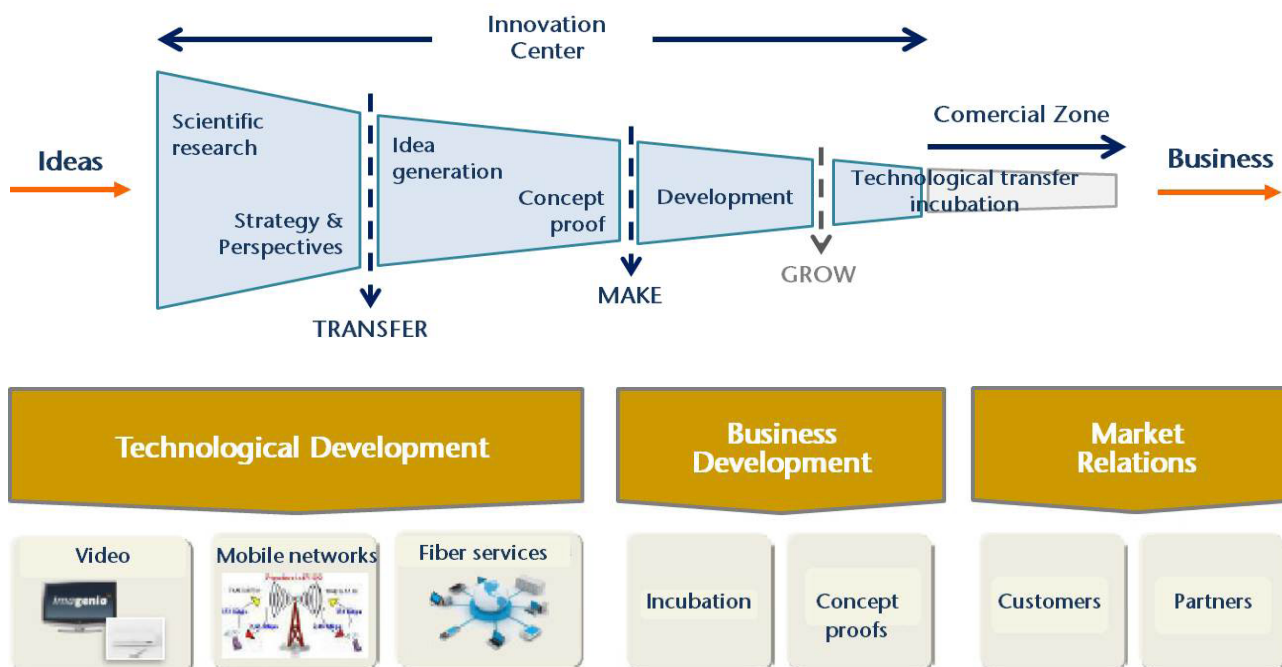 Innovation
Center
Scientific
research
Strategy &
Perspectives
Idea
generation
Concept
proof
Development
Technological transfer
incubation
Comercial Zone
Ideas
Business
TRANSFER
MAKE
GROW
Technological Development
Business
Development
Market
Relations
Video
imagenio
Mobile networks
Fiber services
Incubation
Concept
proofs
Customers
Partners